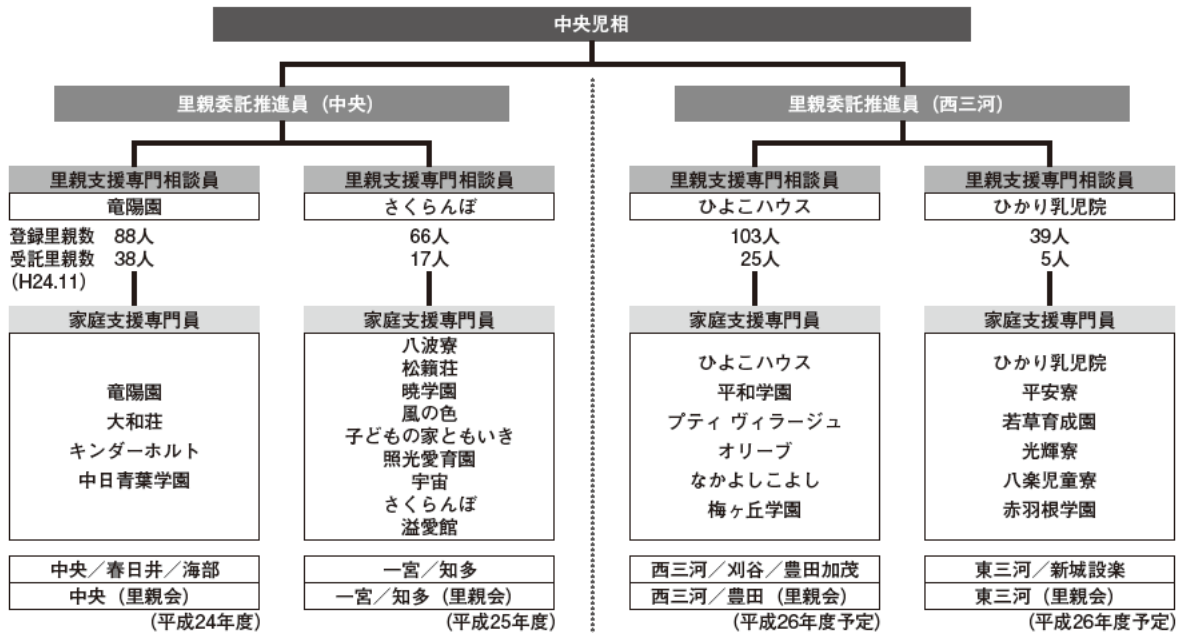 中央児相
里親委託推進員（中央）
里親委託推進員（西三河）
里親支援専門相談員
竜陽園
登録里親数 88人
受託里親数 38人
(H24.11)
家庭支援専門員
竜陽園
大和荘
キンダーホルト
中日青葉学園
中央／春日井／海部
中央（里親会）
(平成24年度)
里親支援専門相談員
さくらんぼ
66人
17人
家庭支援専門員
八波寮
松籟荘
暁学園
風の色
子どもの家ともいき
照光愛育園
宇宙
さくらんぼ
溢愛館
一宮／知多
一宮／知多（里親会）
(平成25年度)
里親支援専門相談員
ひよこハウス
103人
25人
家庭支援専門員
ひよこハウス
平和学園
プティ ヴィラージュ
オリーブ
なかよしこよし
梅ヶ丘学園
西三河／刈谷／豊田加茂
西三河／豊田（里親会）
(平成26年度予定)
里親支援専門相談員
ひかり乳児院
39人
5人
家庭支援専門員
ひかり乳児院
平安寮
若草育成園
光輝寮
八楽児童寮
赤羽根学園
東三河／新城設楽
東三河（里親会）
(平成26年度予定)